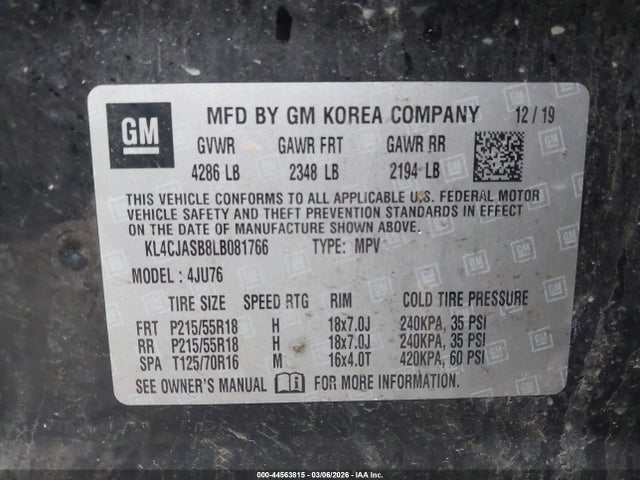 GM MFD BY GM KOREA COMPANY 12/19
GVWR GAWR FRT GAWR RR
4286 LB 2348 LB 2194 LB
THIS VEHICLE CONFORMS TO ALL APPLICABLE U.S. FEDERAL MOTOR
VEHICLE SAFETY AND THEFT PREVENTION STANDARDS IN EFFECT
ON THE DATE OF MANUFACTURE SHOWN ABOVE.
KL4CJASB8LB081766 TYPE: MPV
MODEL: 4JU76
TIRE SIZE SPEED RTG RIM COLD TIRE PRESSURE
FRT P215/55R18 H 18x7.0J 240KPA, 35 PSI
RR P215/55R18 H 18x7.0J 240KPA, 35 PSI
SPA T125/70R16 M 16x4.0T 420KPA, 60 PSI
SEE OWNER'S MANUAL FOR MORE INFORMATION.
000-44563815 - 03/06/2026 - IAA Inc.